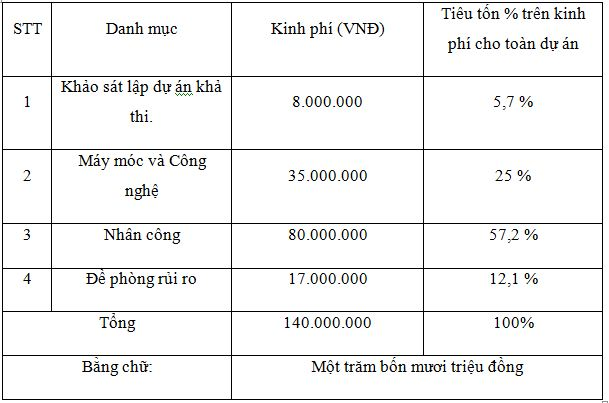 STT
Danh mục
Kinh phí (VNĐ)
Tiêu tốn % trên kinh
phí cho toàn dự án
1
Khảo sát lập dự án khả
thi.
8.000.000
5,7 %
2
Máy móc và Công
nghệ
35.000.000
25 %
3
Nhân công
80.000.000
57,2 %
4
Đề phòng rủi ro
17.000.000
12,1 %
Tổng
140.000.000
100%
Bằng chữ:
Một trăm bốn mươi triệu đồng